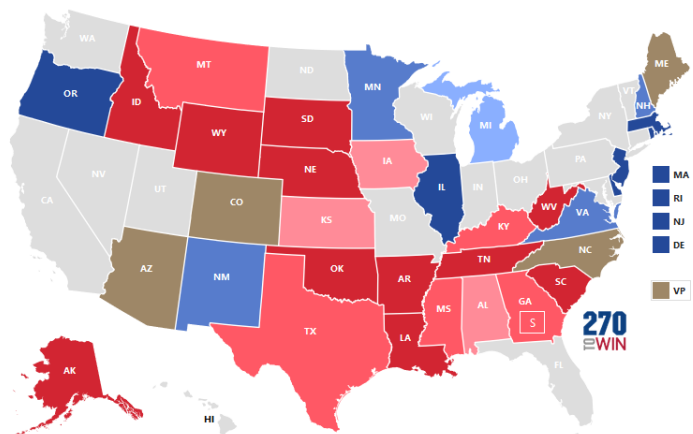 WA
MT
ND
MN
ME
OR
ID
VT
NH
WI
SD
MI
NY
WY
IA
NE
PA
NV
UT
IL
IN
OH
CA
CO
KS
MO
WV
VA
KY
NC
AZ
NM
OK
AR
TN
SC
MS
AL
GA
S
TX
LA
AK
FL
HI
MA
RI
NJ
DE
VP
270
TO WIN